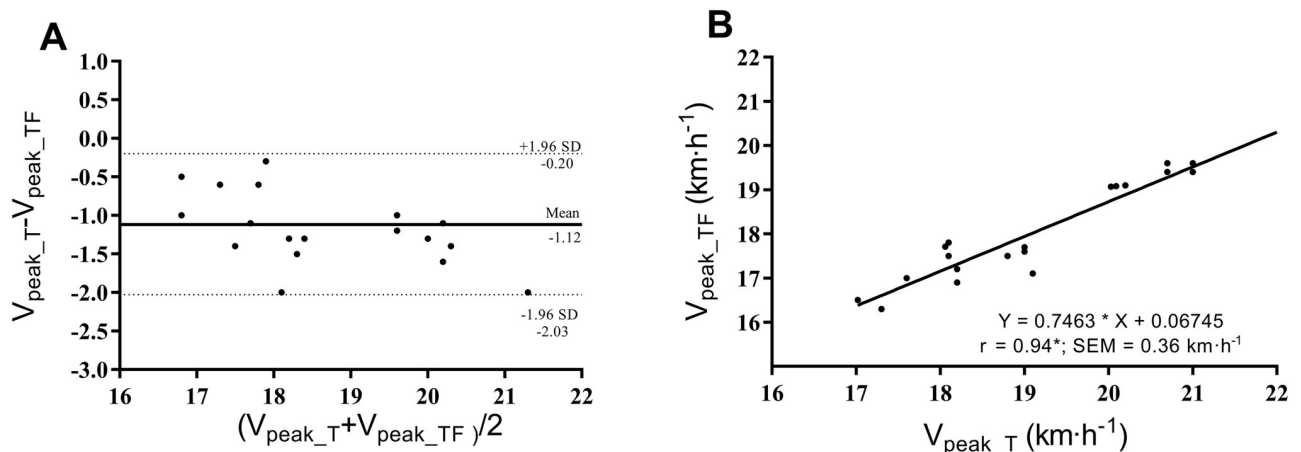 A
1.0
0.5
0.0
-0.5
-1.0
-1.5
-2.0
-2.5
-3.0
Vpeak_T-Vpeak_TF
+1.96 SD
-0.20
Mean
-1.12
-1.96 SD
-2.03
16 17 18 19 20 21 22
(Vpeak_T+Vpeak_TF)/2
B
22
21
20
19
18
17
16
Vpeak_TF (km·h-1)
Y = 0.7463 * X + 0.06745
r = 0.94*; SEM = 0.36 km·h-1
16 17 18 19 20 21 22
Vpeak_T (km·h-1)